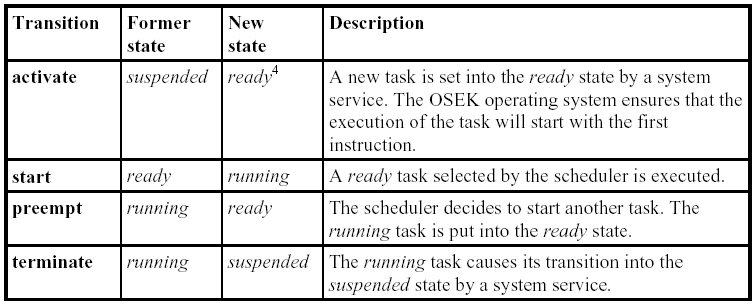 Transition Former state New state Description
activate suspended ready4 A new task is set into the ready state by a system
service. The OSEK operating system ensures that the
execution of the task will start with the first
instruction.
start ready running A ready task selected by the scheduler is executed.
preempt running ready The scheduler decides to start another task. The
running task is put into the ready state.
terminate running suspended The running task causes its transition into the
suspended state by a system service.